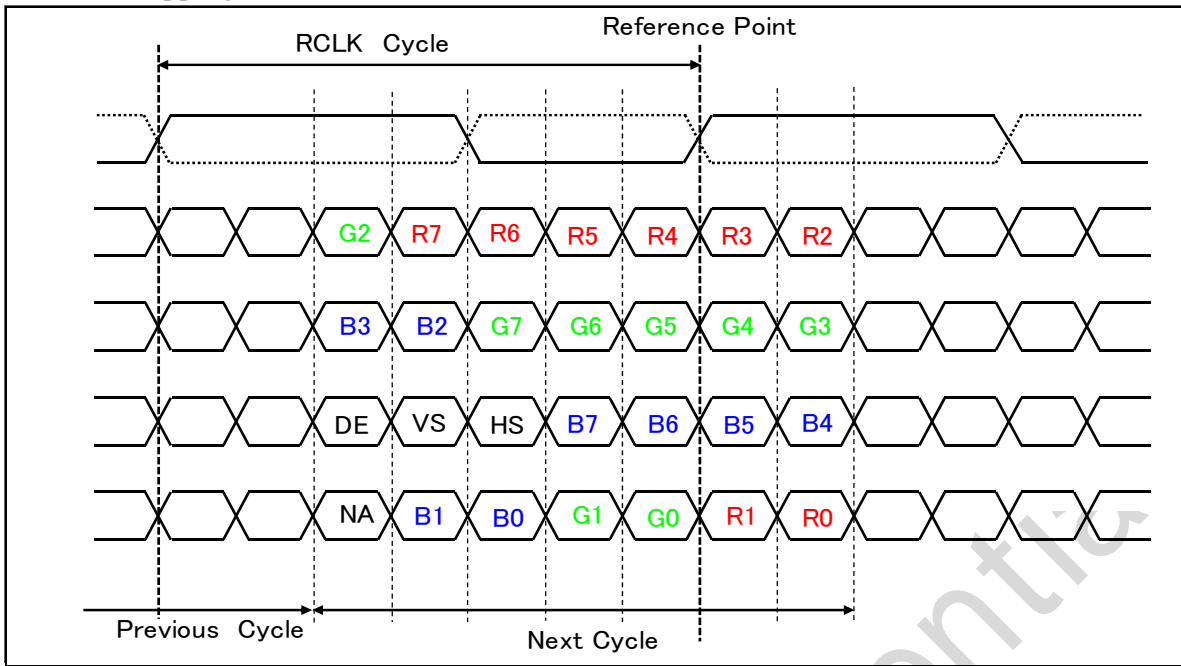 Reference Point
RCLK Cycle
G2 R7 R6 R5 R4 R3 R2
B3 B2 G7 G6 G5 G4 G3
DE VS HS B7 B6 B5 B4
NA B1 B0 G1 G0 R1 R0
Previous Cycle
Next Cycle